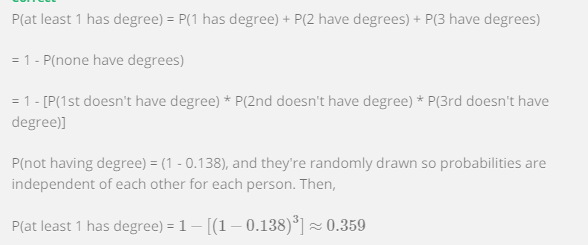 Correct
P(at least 1 has degree) = P(1 has degree) + P(2 have degrees) + P(3 have degrees)
= 1 - P(none have degrees)
= 1 - [P(1st doesn't have degree) * P(2nd doesn't have degree) * P(3rd doesn't have
degree)]
P(not having degree) = (1 - 0.138), and they're randomly drawn so probabilities are
independent of each other for each person. Then,
P(at least 1 has degree) = 1 − [(1 − 0.138)³] ≈ 0.359